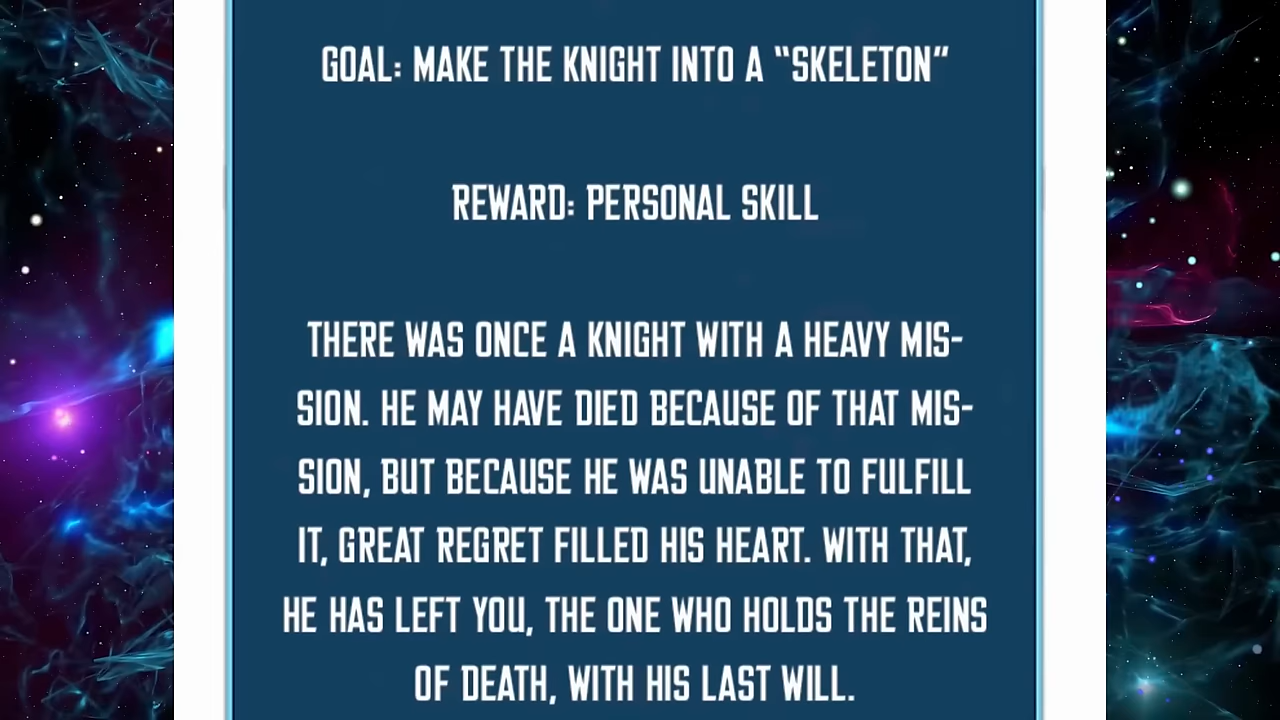 GOAL: MAKE THE KNIGHT INTO A “SKELETON”
REWARD: PERSONAL SKILL
THERE WAS ONCE A KNIGHT WITH A HEAVY MIS-
SION. HE MAY HAVE DIED BECAUSE OF THAT MIS-
SION, BUT BECAUSE HE WAS UNABLE TO FULFILL
IT, GREAT REGRET FILLED HIS HEART. WITH THAT,
HE HAS LEFT YOU, THE ONE WHO HOLDS THE REINS
OF DEATH, WITH HIS LAST WILL.